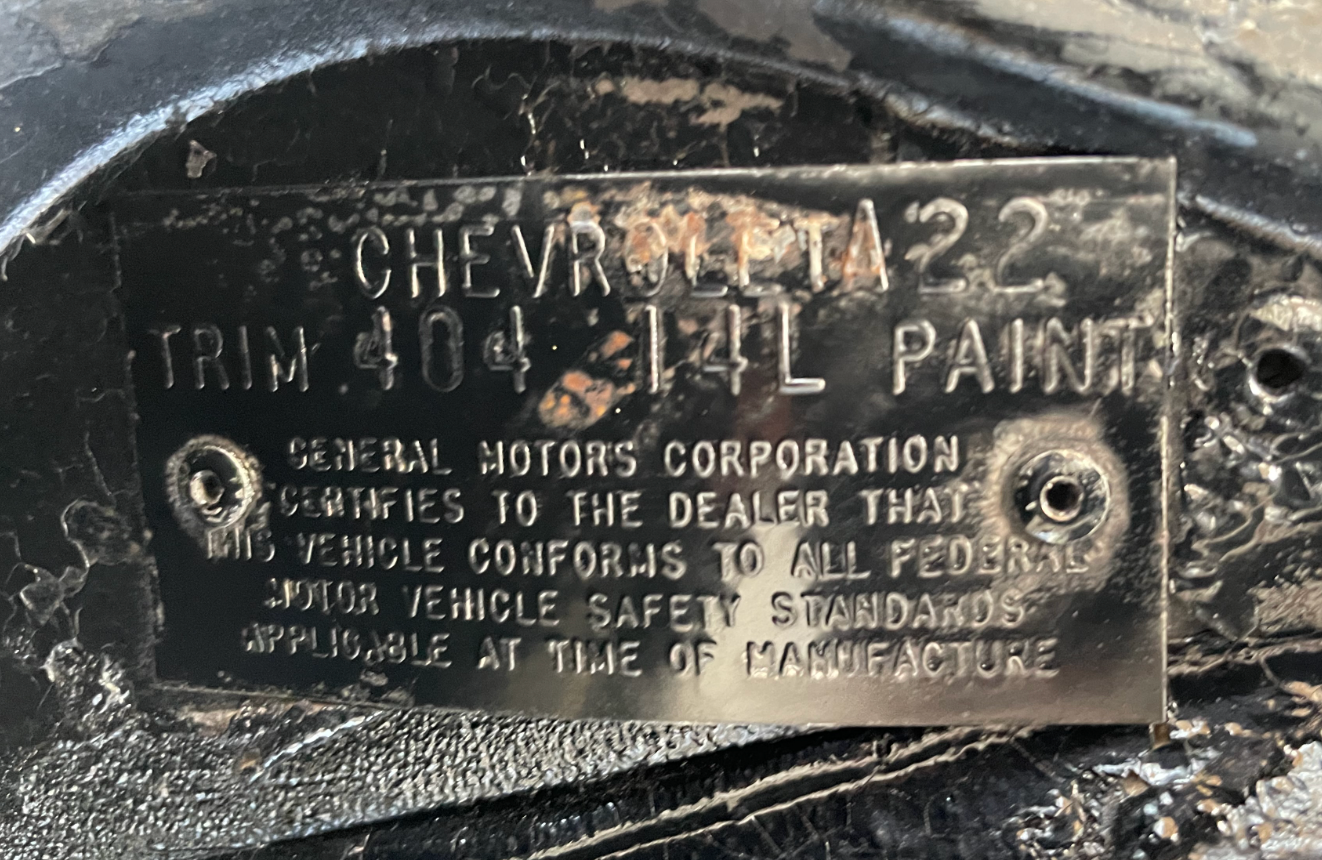 CHEVROLET A22
TRIM 404 14L PAINT
GENERAL MOTORS CORPORATION
CERTIFIES TO THE DEALER THAT
THIS VEHICLE CONFORMS TO ALL FEDERAL
MOTOR VEHICLE SAFETY STANDARDS
APPLICABLE AT TIME OF MANUFACTURE